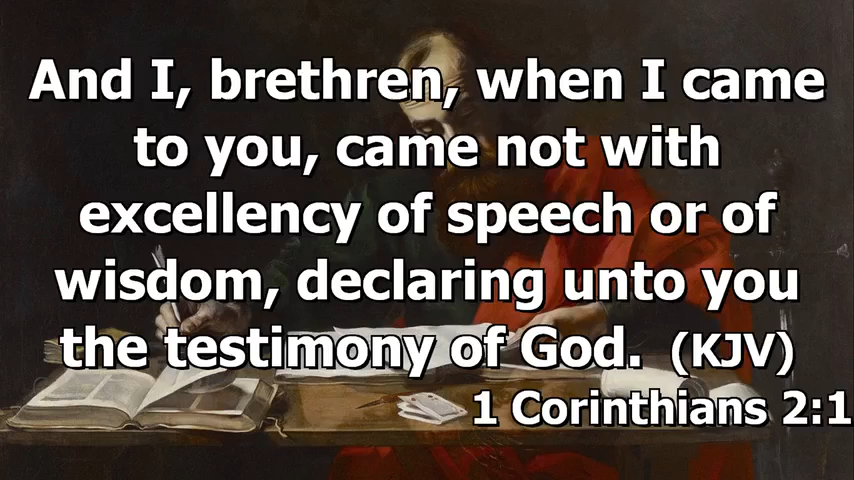 And I, brethren, when I came
to you, came not with
excellency of speech or of
wisdom, declaring unto you
the testimony of God. (KJV)
1 Corinthians 2:1